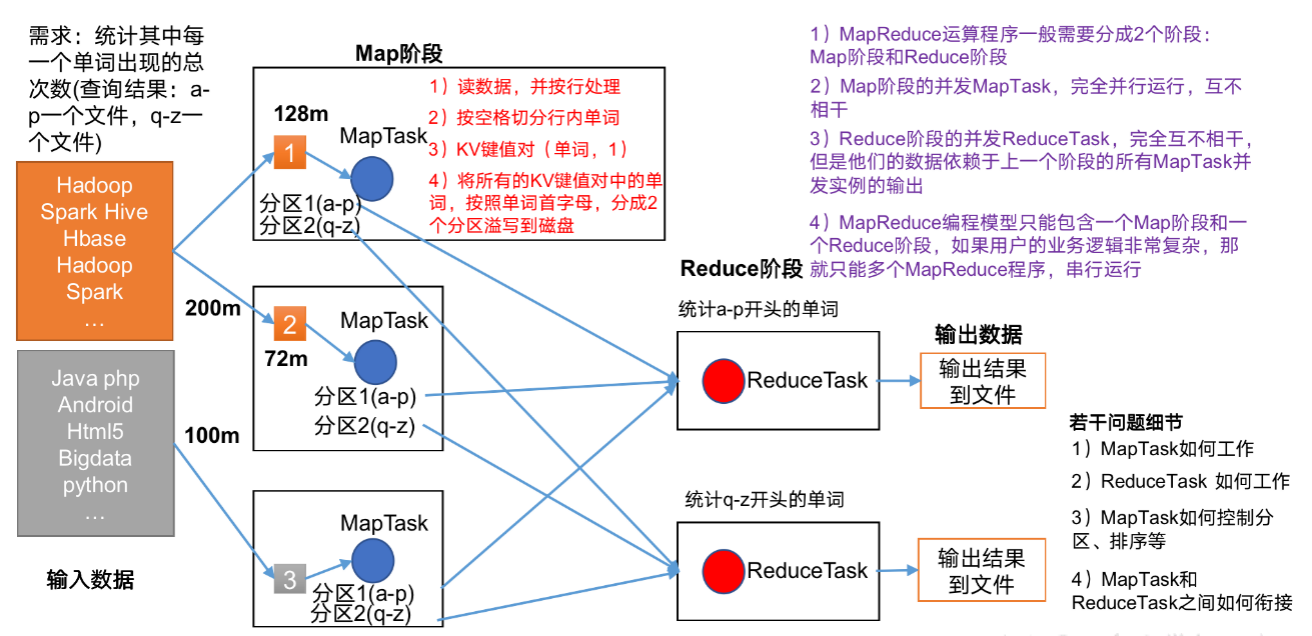 需求：统计其中每
一个单词出现的总
次数(查询结果：a-
p一个文件，q-z一
个文件)
Hadoop
Spark Hive
Hbase
Hadoop
Spark
…
Java php
Android
Html5
Bigdata
python
…
输入数据
200m
100m
Map阶段
128m
1
MapTask
分区1(a-p)
分区2(q-z)
1）读数据，并按行处理
2）按空格切分行内单词
3）KV键值对（单词，1）
4）将所有的KV键值对中的单
词，按照单词首字母，分成2
个分区溢写到磁盘
2
72m
MapTask
分区1(a-p)
分区2(q-z)
3
MapTask
分区1(a-p)
分区2(q-z)
Reduce阶段
统计a-p开头的单词
ReduceTask
统计q-z开头的单词
ReduceTask
输出数据
输出结果
到文件
输出结果
到文件
1）MapReduce运算程序一般需要分成2个阶段：
Map阶段和Reduce阶段
2）Map阶段的并发MapTask，完全并行运行，互不
相干
3）Reduce阶段的并发ReduceTask，完全互不相干，
但是他们的数据依赖于上一个阶段的所有MapTask并
发实例的输出
4）MapReduce编程模型只能包含一个Map阶段和一
个Reduce阶段，如果用户的业务逻辑非常复杂，那
就只能多个MapReduce程序，串行运行
若干问题细节
1）MapTask如何工作
2）ReduceTask 如何工作
3）MapTask如何控制分
区、排序等
4）MapTask和
ReduceTask之间如何衔接